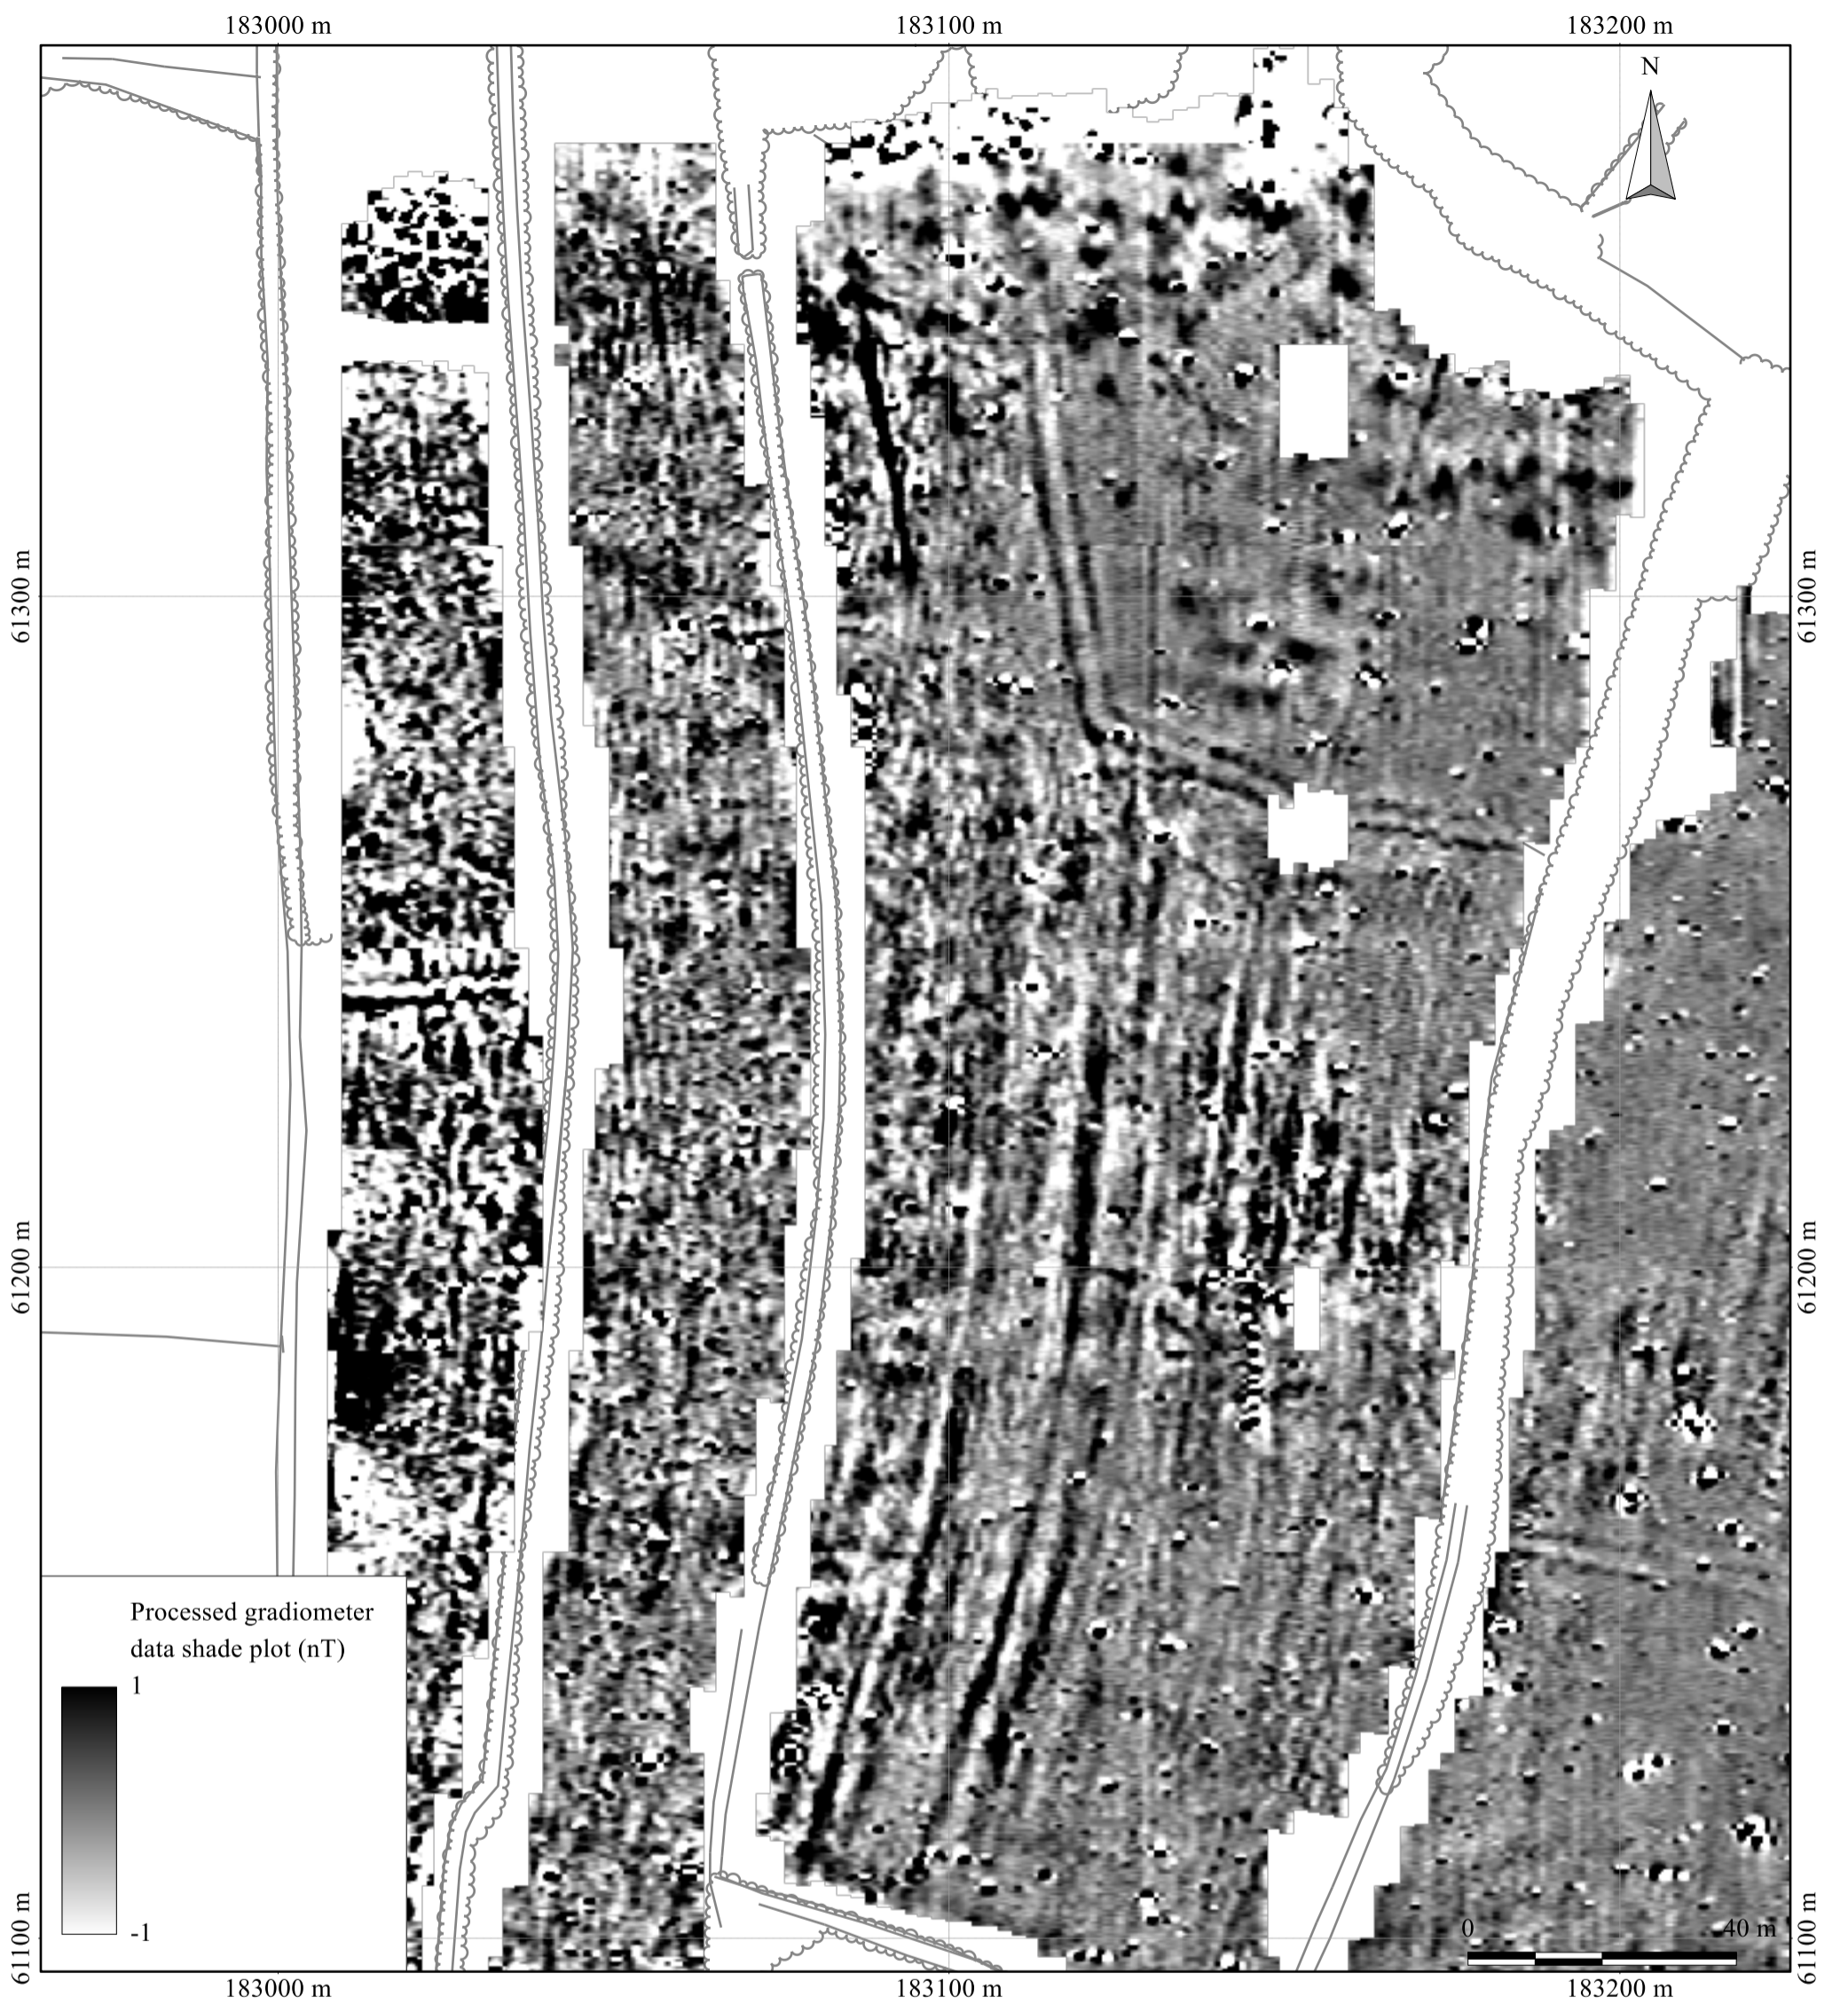 183000 m 183100 m 183200 m
N
61300 m 61300 m
61200 m 61200 m
Processed gradiometer
data shade plot (nT)
1
-1
0 40 m
61100 m 61100 m
183000 m 183100 m 183200 m